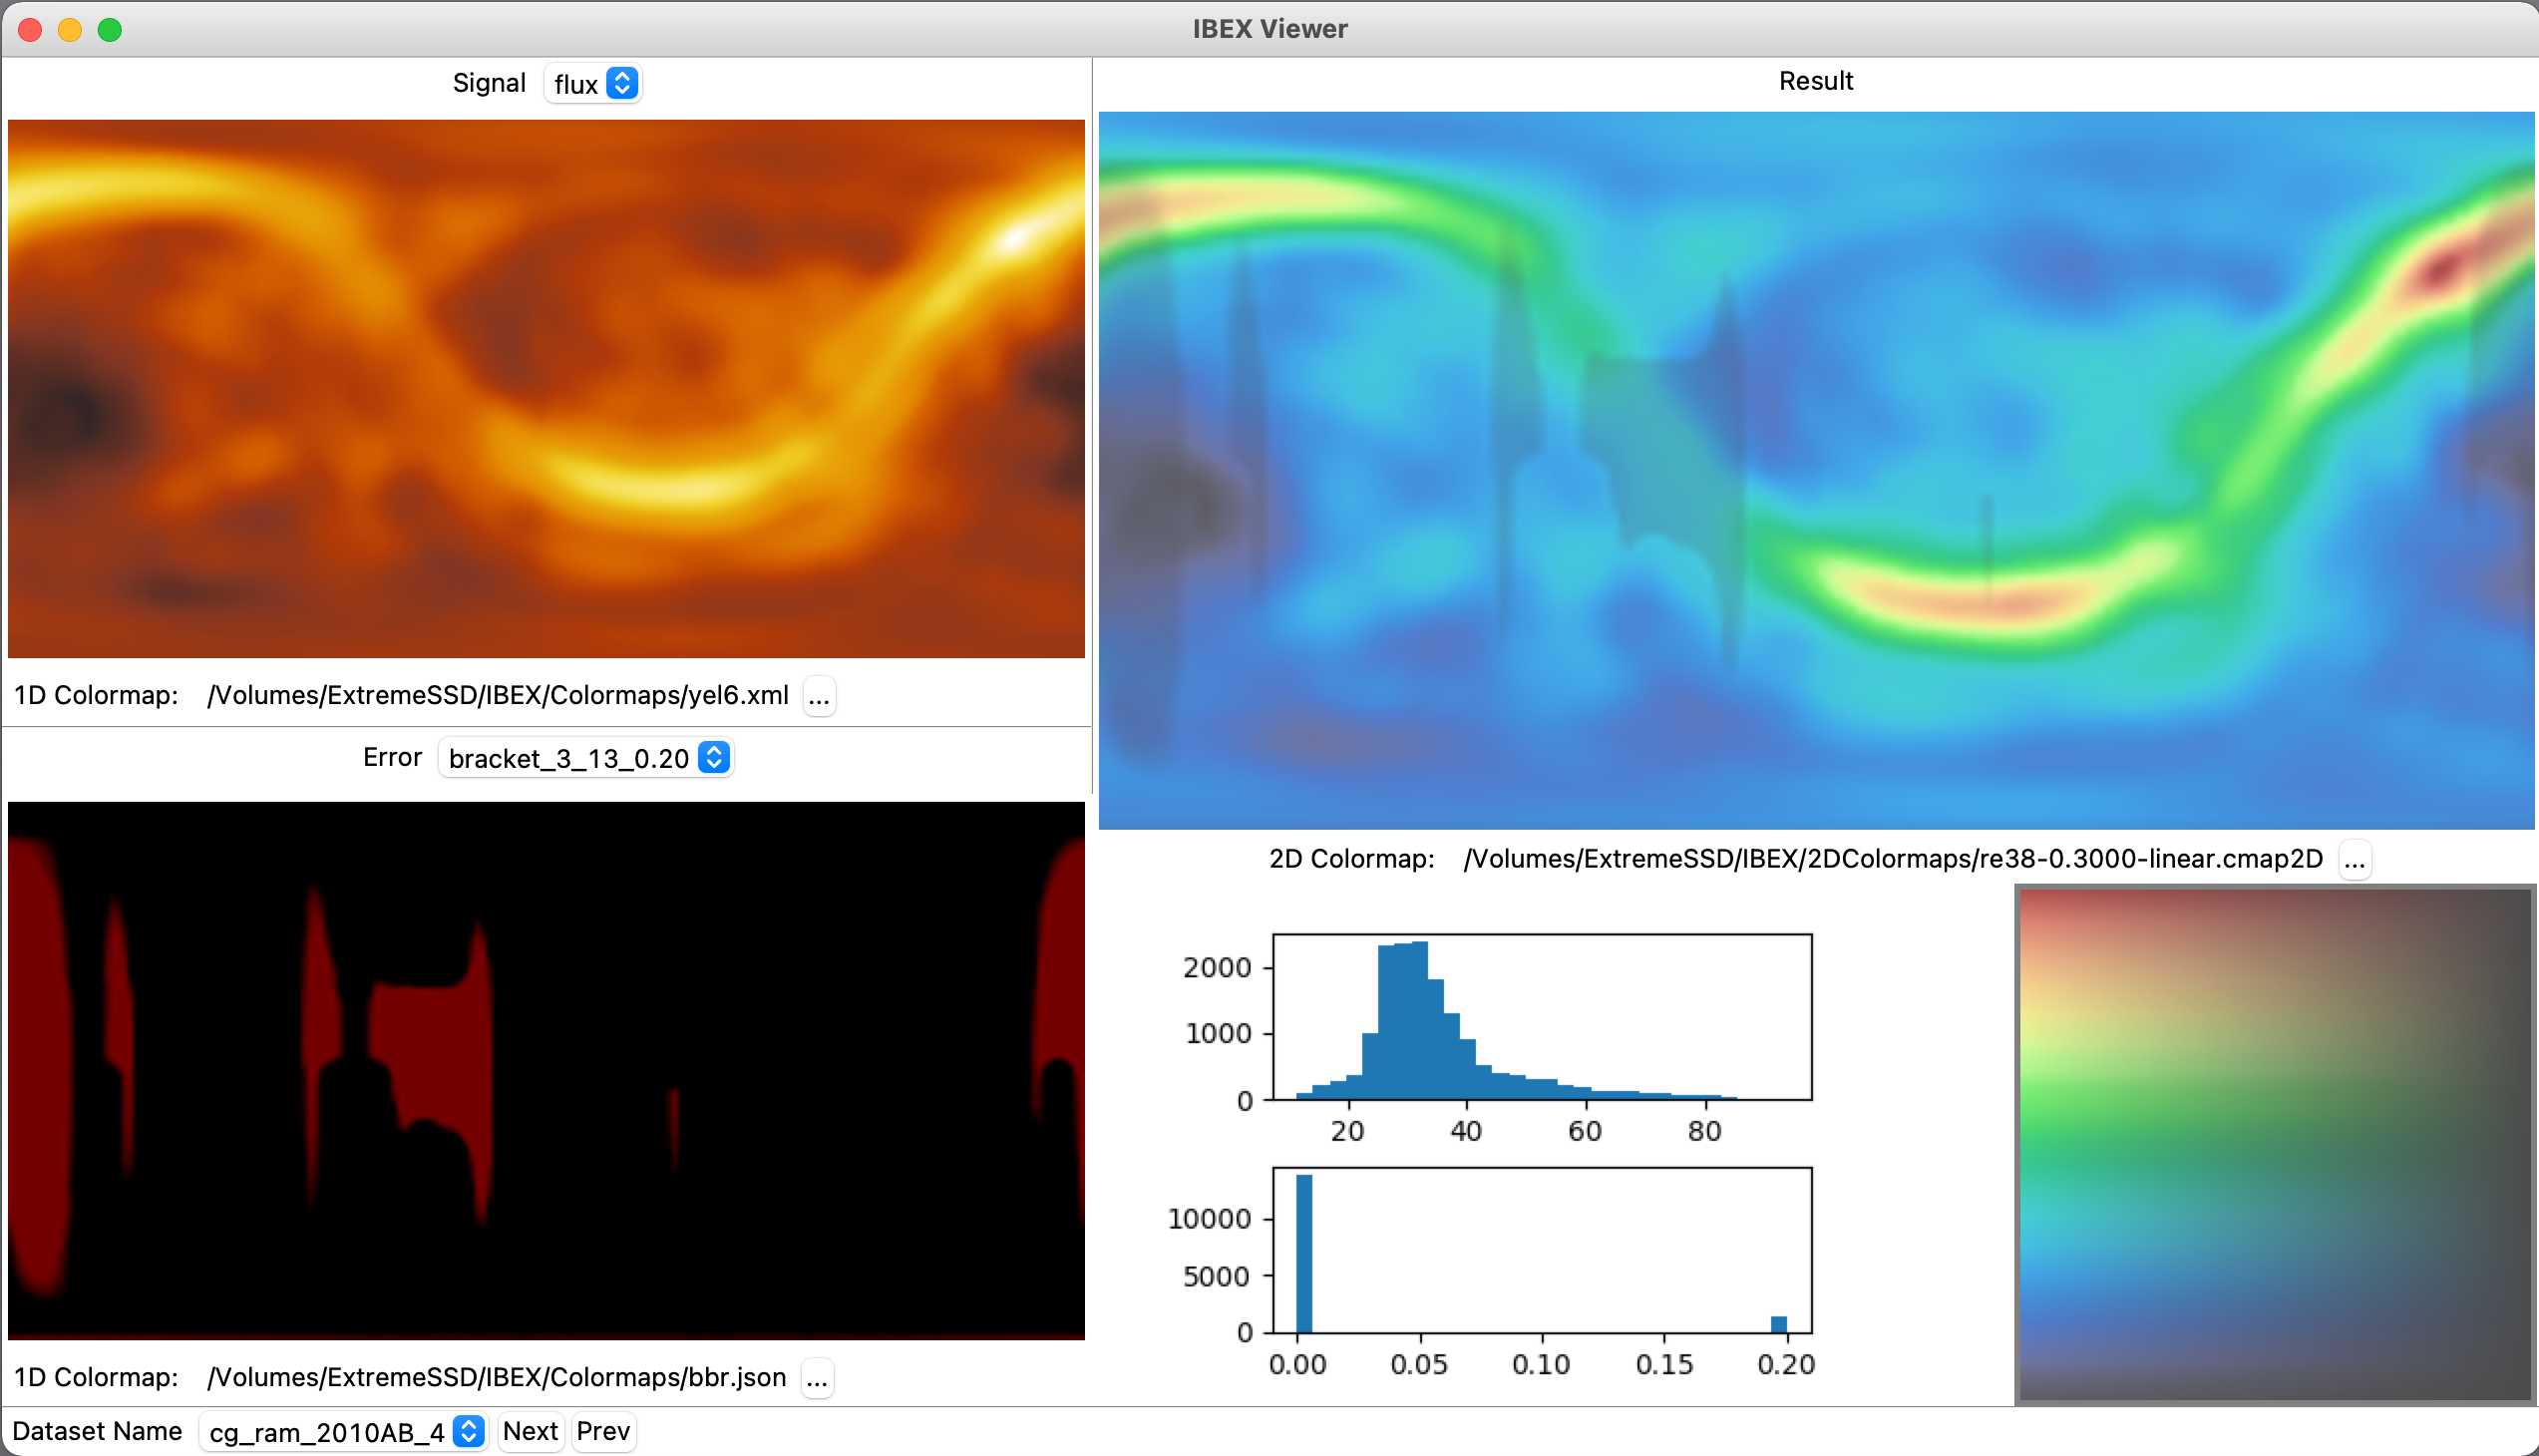 IBEX Viewer
Signal flux
1D Colormap: /Volumes/ExtremeSSD/IBEX/Colormaps/yel6.xml ...
Error bracket_3_13_0.20
1D Colormap: /Volumes/ExtremeSSD/IBEX/Colormaps/bbr.json ...
Result
2D Colormap: /Volumes/ExtremeSSD/IBEX/2DColormaps/re38-0.3000-linear.cmap2D ...
2000
1000
0
20 40 60 80
10000
5000
0
0.00 0.05 0.10 0.15 0.20
Dataset Name cg_ram_2010AB_4 Next Prev